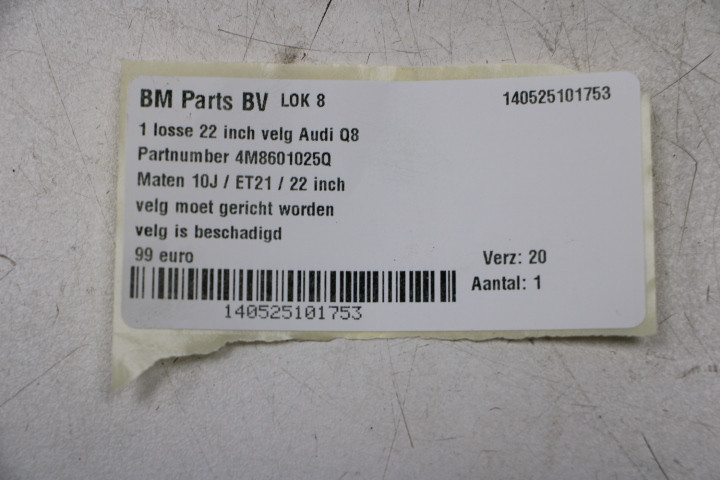 BM Parts BV LOK 8 140525101753
1 losse 22 inch velg Audi Q8
Partnumber 4M8601025Q
Maten 10J / ET21 / 22 inch
velg moet gericht worden
velg is beschadigd
99 euro Verz: 20
Aantal: 1
140525101753